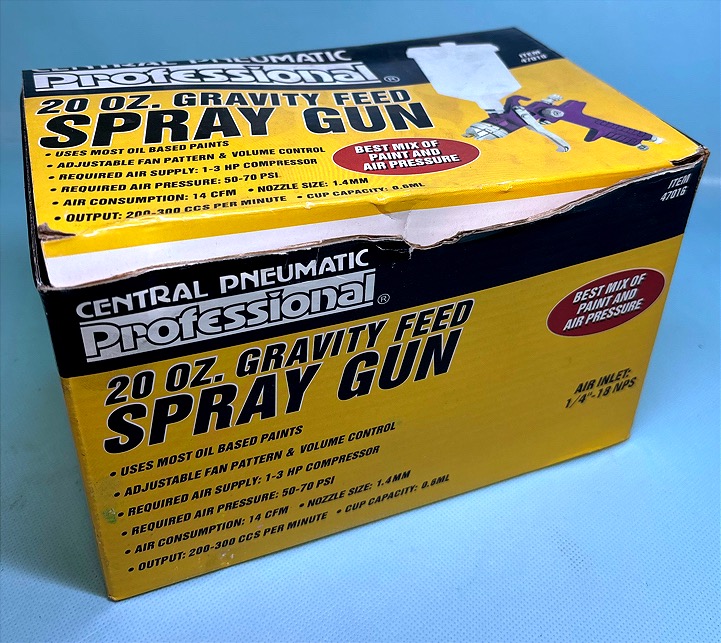 CENTRAL PNEUMATIC
Professional®
ITEM
47016
20 OZ. GRAVITY FEED
SPRAY GUN
• USES MOST OIL BASED PAINTS
• ADJUSTABLE FAN PATTERN & VOLUME CONTROL
• REQUIRED AIR SUPPLY: 1-3 HP COMPRESSOR
• REQUIRED AIR PRESSURE: 50-70 PSI
• AIR CONSUMPTION: 14 CFM • NOZZLE SIZE: 1.4MM
• OUTPUT: 200-300 CCS PER MINUTE • CUP CAPACITY: 0.6ML
BEST MIX OF
PAINT AND
AIR PRESSURE
CENTRAL PNEUMATIC
Professional®
ITEM
47016
20 OZ. GRAVITY FEED
SPRAY GUN
BEST MIX OF
PAINT AND
AIR PRESSURE
AIR INLET:
1/4"-18 NPS
• USES MOST OIL BASED PAINTS
• ADJUSTABLE FAN PATTERN & VOLUME CONTROL
• REQUIRED AIR SUPPLY: 1-3 HP COMPRESSOR
• REQUIRED AIR PRESSURE: 50-70 PSI
• AIR CONSUMPTION: 14 CFM • NOZZLE SIZE: 1.4MM
• OUTPUT: 200-300 CCS PER MINUTE • CUP CAPACITY: 0.6ML